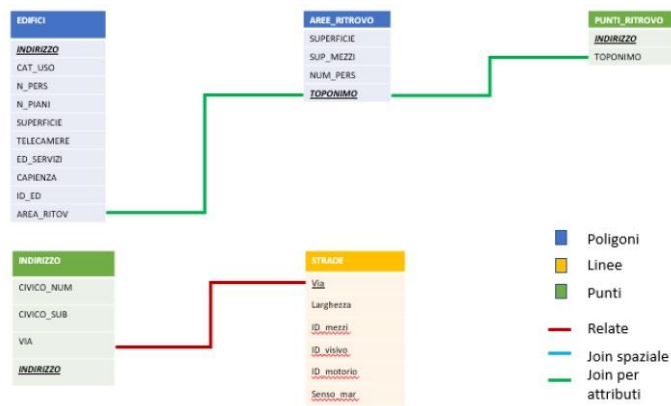 EDIFICI
INDIRIZZO
CAT_USO
N_PERS
N_PIANI
SUPERFICIE
TELECAMERE
ED_SERVIZI
CAPIENZA
ID_ED
AREA_RITOV
AREE_RITROVO
SUPERFICIE
SUP_MEZZI
NUM_PERS
TOPONIMO
PUNTI_RITROVO
INDIRIZZO
TOPONIMO
INDIRIZZO
CIVICO_NUM
CIVICO_SUB
VIA
INDIRIZZO
STRADE
Via
Larghezza
ID_mezzi
ID_visivo
ID_motorio
Senso_mar
Poligoni
Linee
Punti
Relate
Join spaziale
Join per
attributi